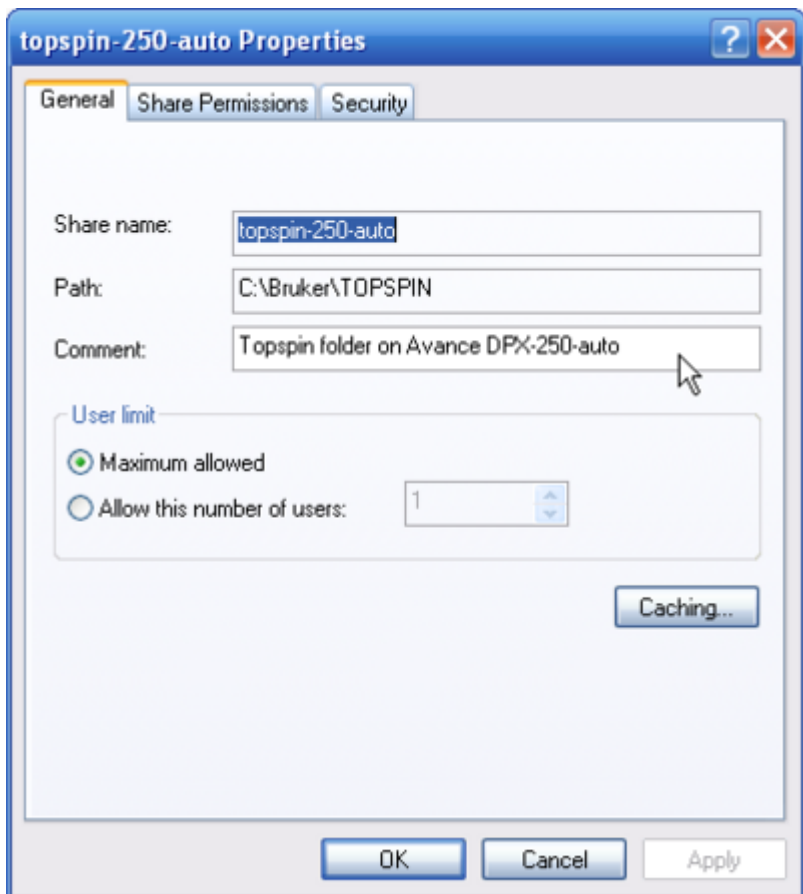 topspin-250-auto Properties
General Share Permissions Security
Share name: topspin-250-auto
Path: C:\Bruker\TOPSPIN
Comment: Topspin folder on Avance DPX-250-auto
User limit
Maximum allowed
Allow this number of users: 1
Caching...
OK Cancel Apply